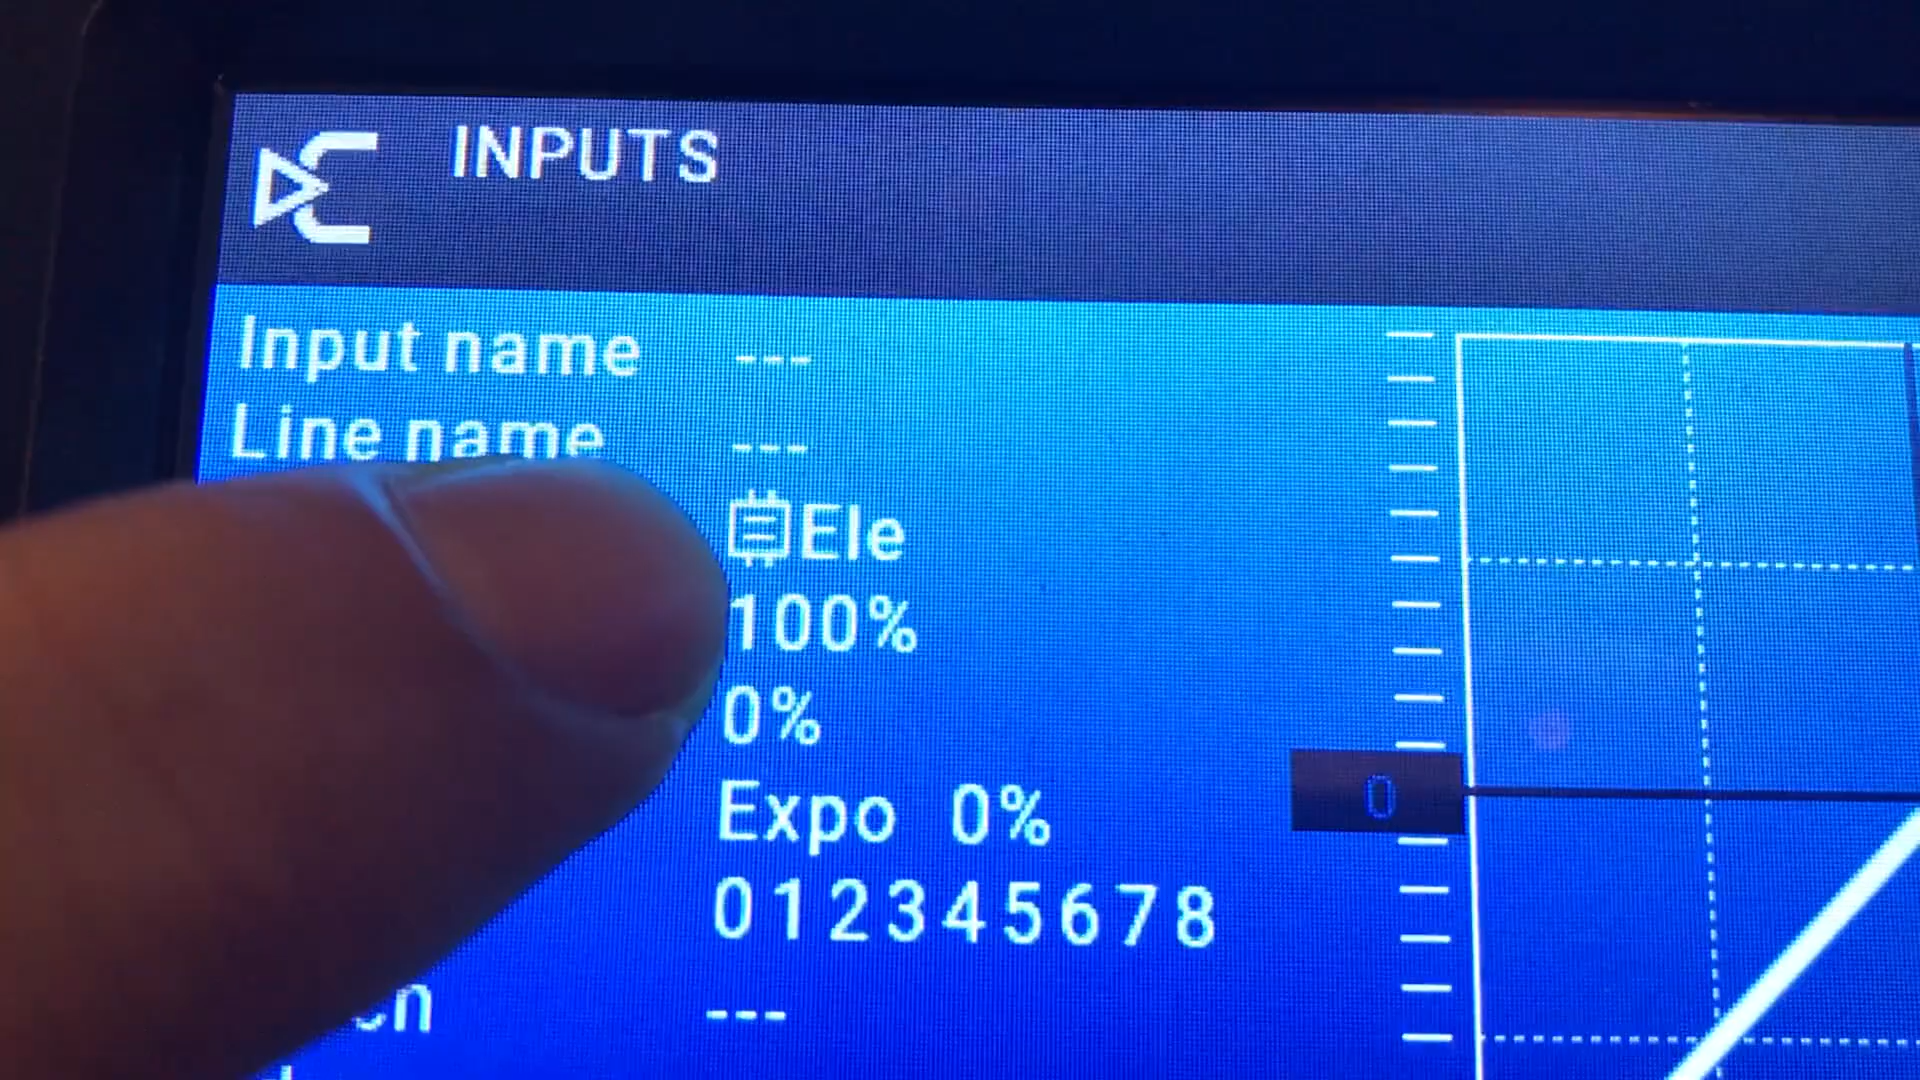 INPUTS
Input name ---
Line name ---
Ele
100%
0%
Expo 0%
0
012345678
---